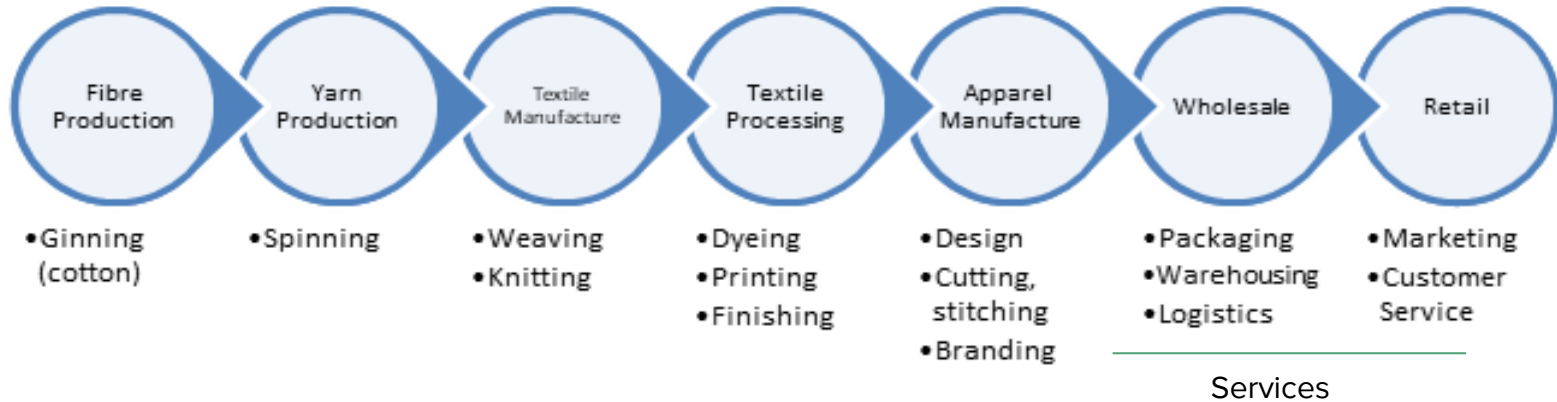 Fibre
Production
Yarn
Production
Textile
Manufacture
Textile
Processing
Apparel
Manufacture
Wholesale
Retail
•Ginning
(cotton)
•Spinning
•Weaving
•Knitting
•Dyeing
•Printing
•Finishing
•Design
•Cutting,
stitching
•Branding
•Packaging
•Warehousing
•Logistics
•Marketing
•Customer
Service
Services